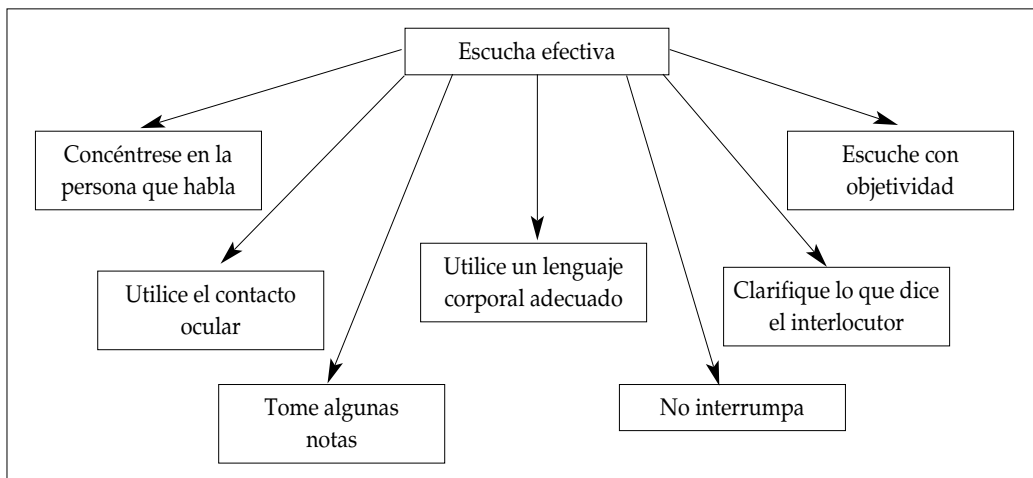 Escucha efectiva
Concéntrese en la
persona que habla
Escuche con
objetividad
Utilice un lenguaje
corporal adecuado
Utilice el contacto
ocular
Clarifique lo que dice
el interlocutor
Tome algunas
notas
No interrumpa